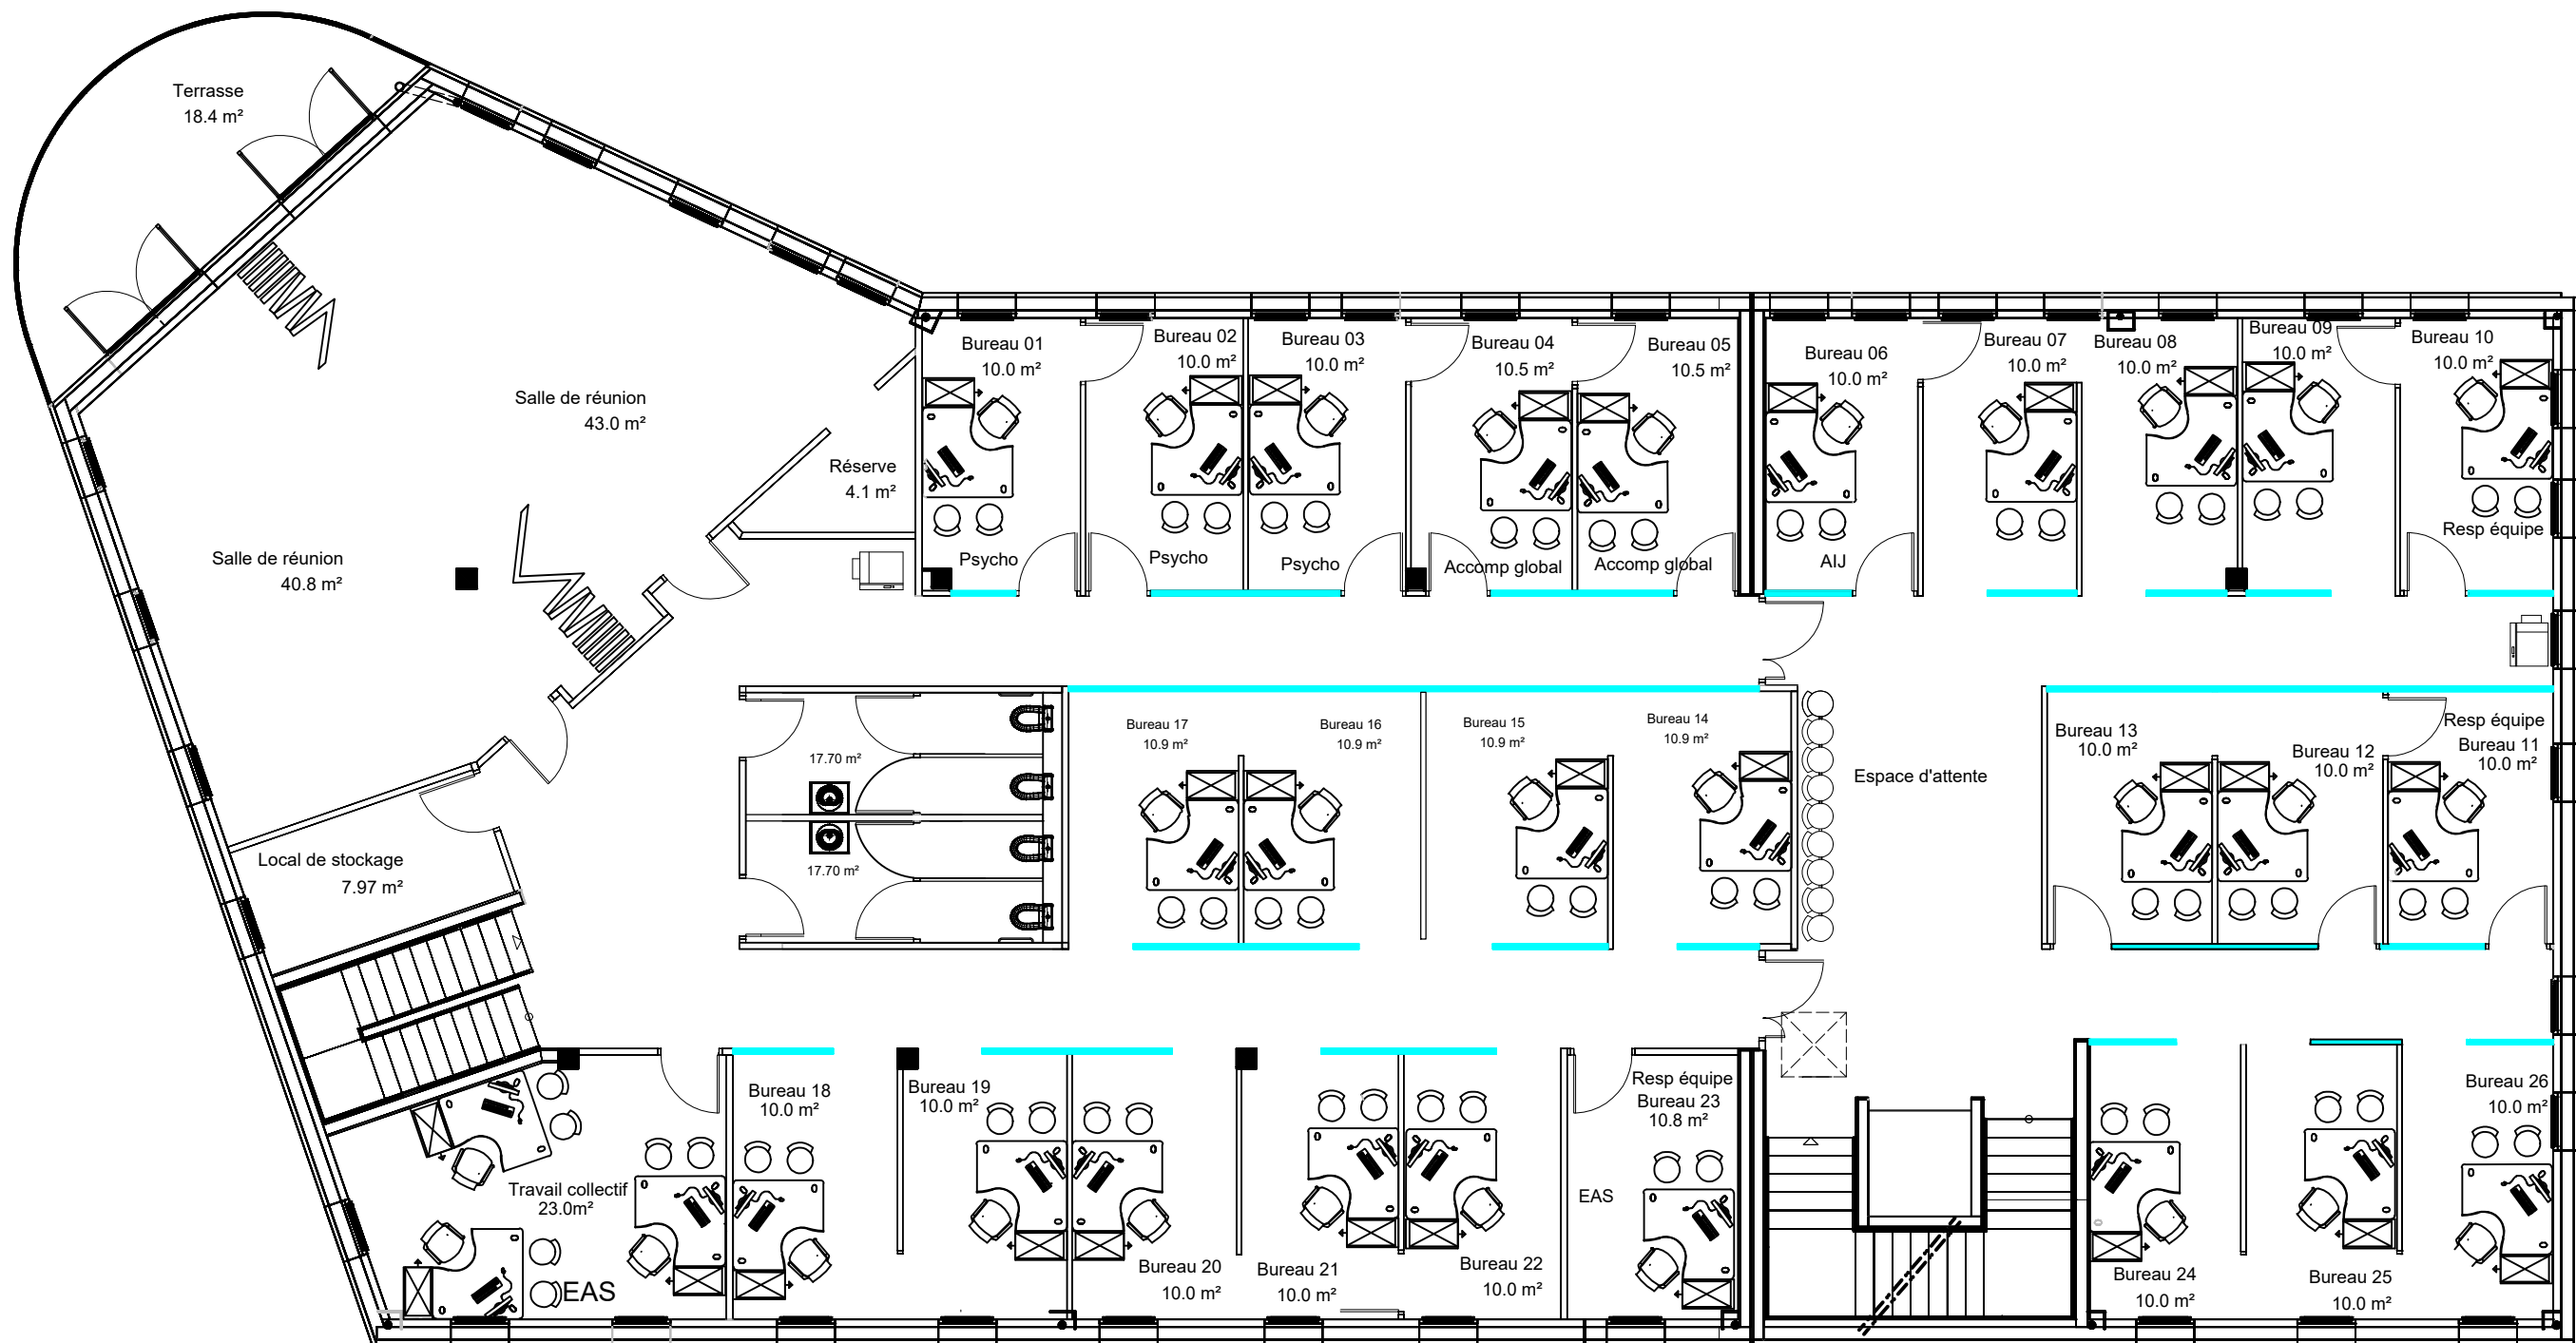 Terrasse
18.4 m²
Salle de réunion
43.0 m²
Réserve
4.1 m²
Salle de réunion
40.8 m²
Local de stockage
7.97 m²
Bureau 01
10.0 m²
Psycho
Bureau 02
10.0 m²
Psycho
Bureau 03
10.0 m²
Psycho
Bureau 04
10.5 m²
Accomp global
Bureau 05
10.5 m²
Accomp global
Bureau 06
10.0 m²
AIJ
Bureau 07
10.0 m²
Bureau 08
10.0 m²
Bureau 09
10.0 m²
Bureau 10
10.0 m²
Resp équipe
17.70 m²
17.70 m²
Bureau 17
10.9 m²
Bureau 16
10.9 m²
Bureau 15
10.9 m²
Bureau 14
10.9 m²
Espace d'attente
Bureau 13
10.0 m²
Bureau 12
10.0 m²
Resp équipe
Bureau 11
10.0 m²
Travail collectif
23.0m²
EAS
Bureau 18
10.0 m²
Bureau 19
10.0 m²
Bureau 20
10.0 m²
Bureau 21
10.0 m²
Bureau 22
10.0 m²
EAS
Resp équipe
Bureau 23
10.8 m²
Bureau 24
10.0 m²
Bureau 25
10.0 m²
Bureau 26
10.0 m²